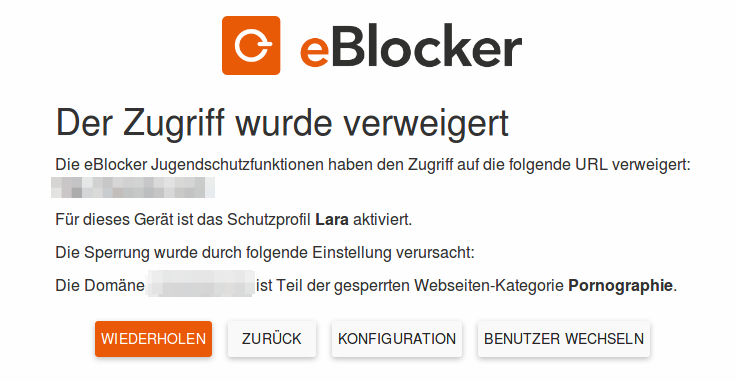 eBlocker
Der Zugriff wurde verweigert
Die eBlocker Jugendschutzfunktionen haben den Zugriff auf die folgende URL verweigert:
Für dieses Gerät ist das Schutzprofil Lara aktiviert.
Die Sperrung wurde durch folgende Einstellung verursacht:
Die Domäne ist Teil der gesperrten Webseiten-Kategorie Pornographie.
WIEDERHOLEN ZURÜCK KONFIGURATION BENUTZER WECHSELN